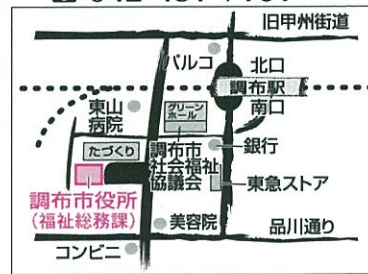 旧甲州街道
パルコ
北口
調布駅
南口
東山
病院
グリーン
ホール
たづくり
調布市
社会福祉
協議会
銀行
東急ストア
調布市役所
(福祉総務課)
美容院
品川通り
コンビニ